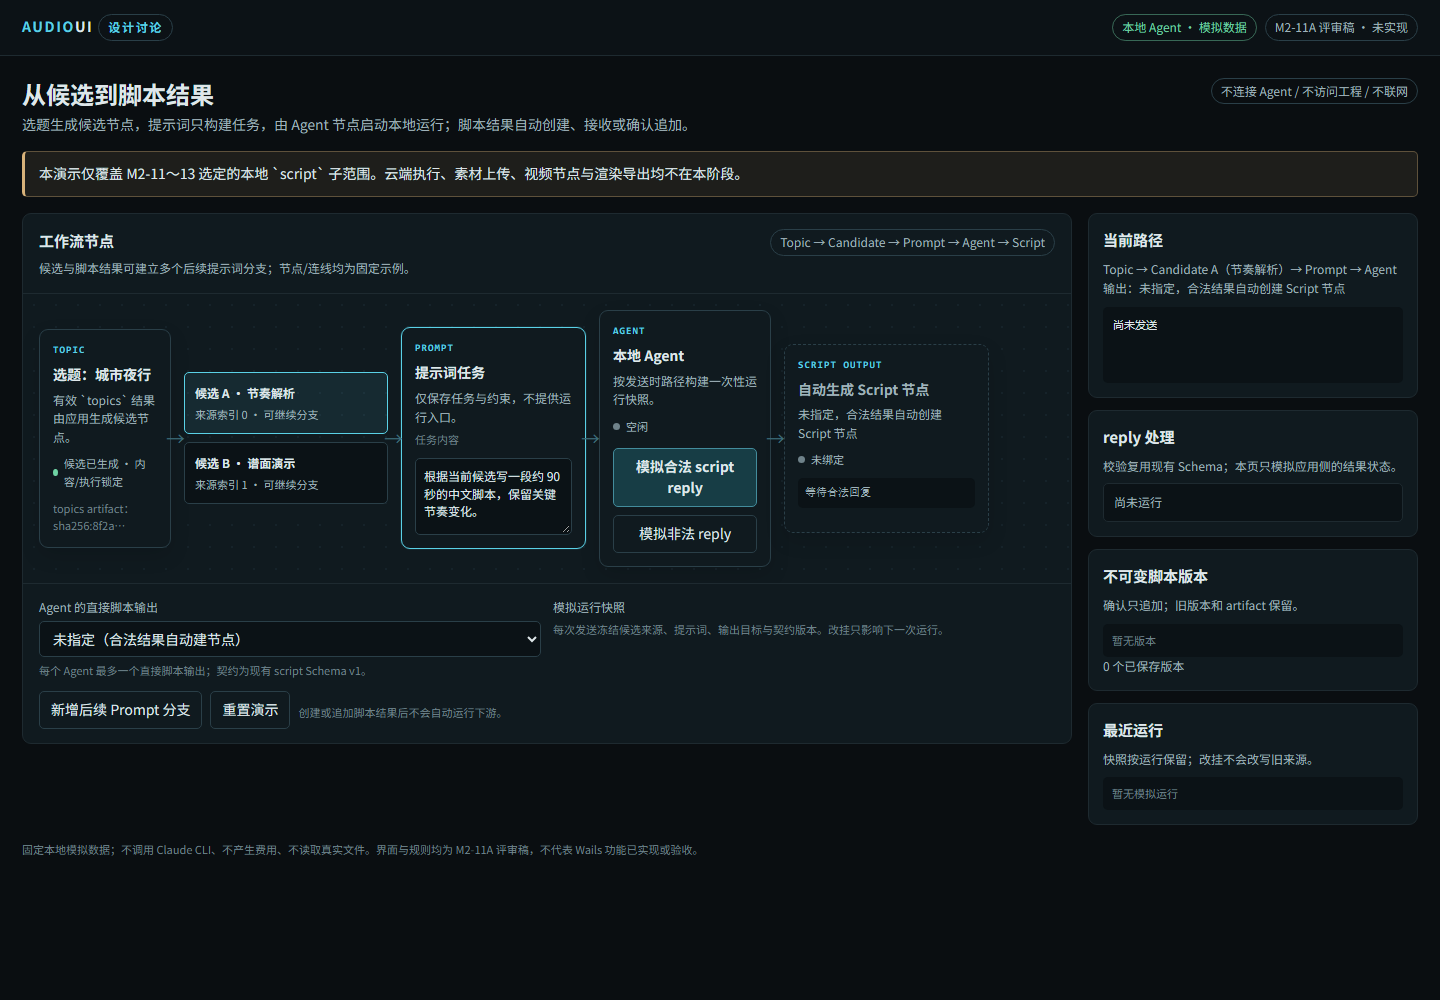 AUDIOUI 设计讨论
本地 Agent · 模拟数据
M2-11A 评审稿 · 未实现
从候选到脚本结果
不连接 Agent / 不访问工程 / 不联网
选题生成候选节点，提示词只构建任务，由 Agent 节点启动本地运行；脚本结果自动创建、接收或确认追加。
本演示仅覆盖 M2-11～13 选定的本地 `script` 子范围。云端执行、素材上传、视频节点与渲染导出均不在本阶段。
工作流节点
Topic → Candidate → Prompt → Agent → Script
候选与脚本结果可建立多个后续提示词分支；节点/连线均为固定示例。
TOPIC
选题：城市夜行
有效 `topics` 结果
由应用生成候选节
点。
候选已生成 · 内
容/执行锁定
topics artifact：
sha256:8f2a…
候选 A · 节奏解析
来源索引 0 · 可继续分支
候选 B · 谱面演示
来源索引 1 · 可继续分支
PROMPT
提示词任务
仅保存任务与约束，不提供运
行入口。
任务内容
根据当前候选写一段约 90
秒的中文脚本，保留关键
节奏变化。
AGENT
本地 Agent
按发送时路径构建一次性运
行快照。
空闲
模拟合法 script
reply
模拟非法 reply
SCRIPT OUTPUT
自动生成 Script 节点
未指定，合法结果自动创建
Script 节点
未绑定
等待合法回复
Agent 的直接脚本输出
未指定（合法结果自动建节点）
每个 Agent 最多一个直接脚本输出；契约为现有 script Schema v1。
模拟运行快照
每次发送冻结候选来源、提示词、输出目标与契约版本。改挂只影响下一次运行。
新增后续 Prompt 分支
重置演示
创建或追加脚本结果后不会自动运行下游。
当前路径
Topic → Candidate A（节奏解析）→ Prompt → Agent
输出：未指定，合法结果自动创建 Script 节点
尚未发送
reply 处理
校验复用现有 Schema；本页只模拟应用侧的结果状态。
尚未运行
不可变脚本版本
确认只追加；旧版本和 artifact 保留。
暂无版本
0 个已保存版本
最近运行
快照按运行保留；改挂不会改写旧来源。
暂无模拟运行
固定本地模拟数据；不调用 Claude CLI、不产生费用、不读取真实文件。界面与规则均为 M2-11A 评审稿，不代表 Wails 功能已实现或验收。